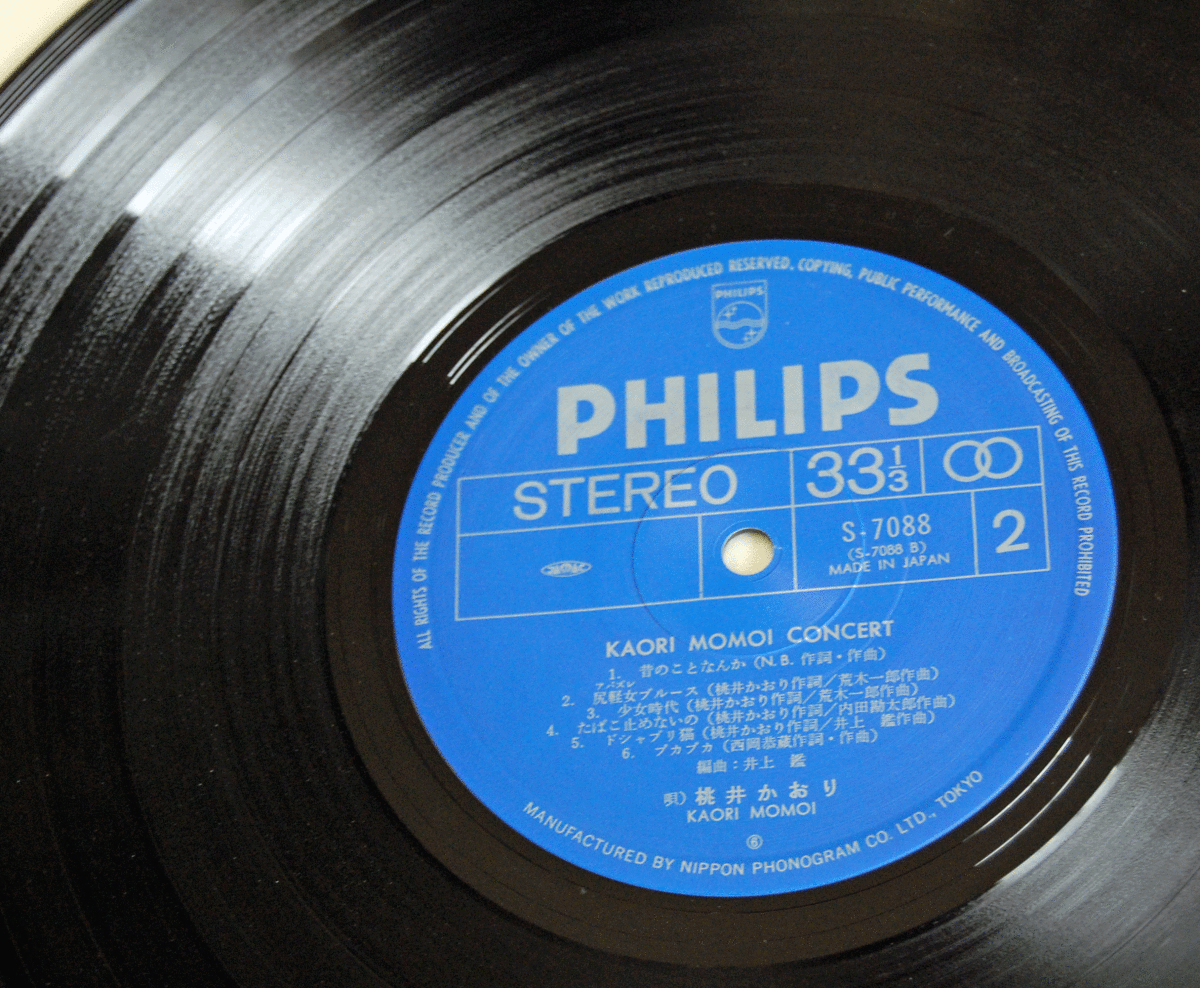 ALL RIGHTS OF THE RECORD PRODUCER AND OF THE OWNER OF THE WORK REPRODUCED RESERVED. COPYING, PUBLIC PERFORMANCE AND BROADCASTING OF THIS RECORD PROHIBITED
PHILIPS
PHILIPS
STEREO 33 1/3
S-7088
(S-7088 B)
MADE IN JAPAN
2
KAORI MOMOI CONCERT
1. 昔のことなんか (N.B. 作詞・作曲)
アバズレ
2. 尻軽女ブルース (桃井かおり作詞/荒木一郎作曲)
3. 少女時代 (桃井かおり作詞/荒木一郎作曲)
4. たばこ止めないの (桃井かおり作詞/内田勘太郎作曲)
5. ドシャブリ猫 (桃井かおり作詞/井上 鑑作曲)
6. プカプカ (西岡恭蔵作詞・作曲)
編曲:井上 鑑
唄) 桃井かおり
KAORI MOMOI
MANUFACTURED BY NIPPON PHONOGRAM CO. LTD., TOKYO